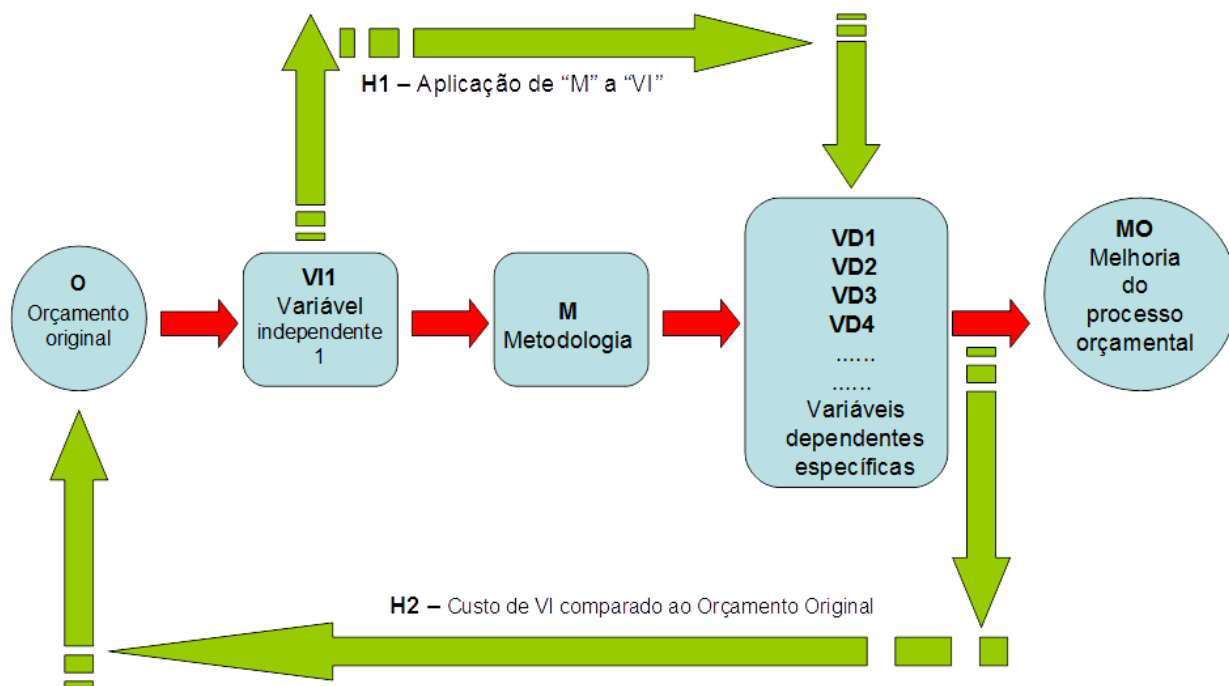 H1 – Aplicação de “M” a “VI”
O
Orçamento
original
VI1
Variável
independente
1
M
Metodologia
VD1
VD2
VD3
VD4
......
......
Variáveis
dependentes
específicas
MO
Melhoria
do
processo
orçamental
H2 – Custo de VI comparado ao Orçamento Original